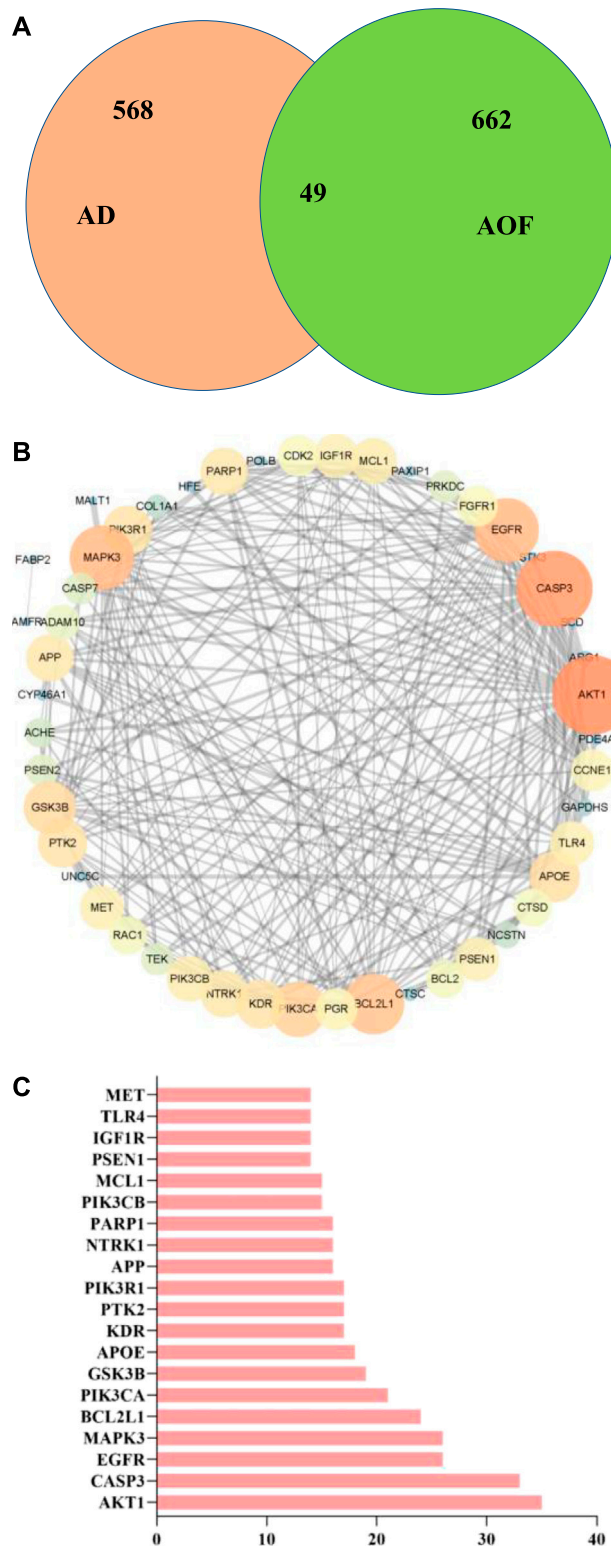 A
568
662
49
AD
AOF
B
POLB
CDK2
IGF1R
MCL1
PAXIP1
PARP1
HFE
PRKDC
MALT1
COL1A1
FGFR1
PIK3R1
EGFR
MAPK3
FABP2
CASP7
CASP3
AMFR
ADAM10
APP
CYP46A1
AKT1
ACHE
PDE4A
PSEN2
CCNE1
GSK3B
GAPDHS
PTK2
TLR4
UNC5C
APOE
MET
CTSD
RAC1
NCSTN
TEK
PSEN1
PIK3CB
BCL2
NTRK1
KDR
PIK3CA
PGR
BCL2L1
CTSC
C
MET
TLR4
IGF1R
PSEN1
MCL1
PIK3CB
PARP1
NTRK1
APP
PIK3R1
PTK2
KDR
APOE
GSK3B
PIK3CA
BCL2L1
MAPK3
EGFR
CASP3
AKT1
0 10 20 30 40